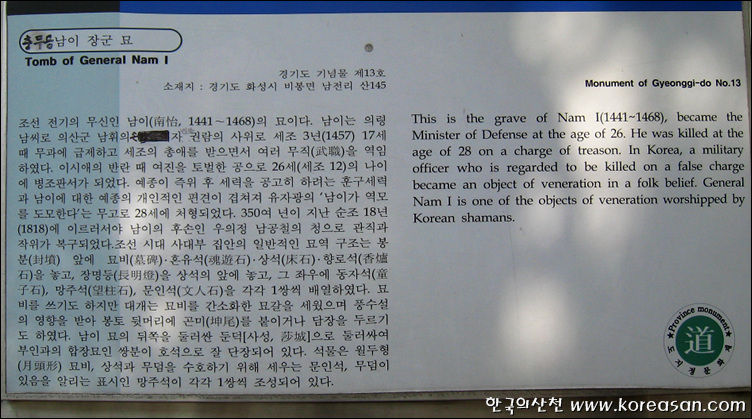 충무공남이 장군 묘
Tomb of General Nam I
경기도 기념물 제13호
소재지 : 경기도 화성시 비봉면 남전리 산145
조선 전기의 무신인 남이(南怡, 1441~1468)의 묘이다. 남이는 의령
남씨로 의산군 남휘의 자 권람의 사위로 세조 3년(1457) 17세
때 무과에 급제하고 세조의 총애를 받으면서 여러 무직(武職)을 역임
하였다. 이시애의 반란 때 여진을 토벌한 공으로 26세(세조 12)의 나이
에 병조판서가 되었다. 예종이 즉위 후 세력을 공고히 하려는 훈구세력
과 남이에 대한 예종의 개인적인 편견이 겹쳐져 유자광의 ‘남이가 역모
를 도모한다’는 무고로 28세에 처형되었다. 350여 년이 지난 순조 18년
(1818)에 이르러서야 남이의 후손인 우의정 남공철의 청으로 관직과
작위가 복구되었다.조선 시대 사대부 집안의 일반적인 묘역 구조는 봉
분(封墳) 앞에 묘비(墓碑)·혼유석(魂遊石)·상석(床石)·향로석(香爐
石)을 놓고, 장명등(長明燈)을 상석의 앞에 놓고, 그 좌우에 동자석(童
子石), 망주석(望柱石), 문인석(文人石)을 각각 1쌍씩 배열하였다. 묘
비를 쓰기도 하지만 대개는 묘비를 간소화한 묘갈을 세웠으며 풍수설
의 영향을 받아 봉토 뒷머리에 곤미(坤尾)를 붙이거나 담장을 두르기
도 하였다. 남이 묘의 뒤쪽을 둘러싼 둔덕[사성, 莎城]으로 둘러싸여
부인과의 합장묘인 쌍분이 호석으로 잘 단장되어 있다. 석물은 월두형
(月頭形) 묘비, 상석과 무덤을 수호하기 위해 세우는 문인석, 무덤이
있음을 알리는 표시인 망주석이 각각 1쌍씩 조성되어 있다.
Monument of Gyeonggi-do No.13
This is the grave of Nam I(1441~1468), became the
Minister of Defense at the age of 26. He was killed at the
age of 28 on a charge of treason. In Korea, a military
officer who is regarded to be killed on a false charge
became an object of veneration in a folk belief. General
Nam I is one of the objects of veneration worshipped by
Korean shamans.
Province monument
道
도지정문화재
한국의산천 www.koreasan.com